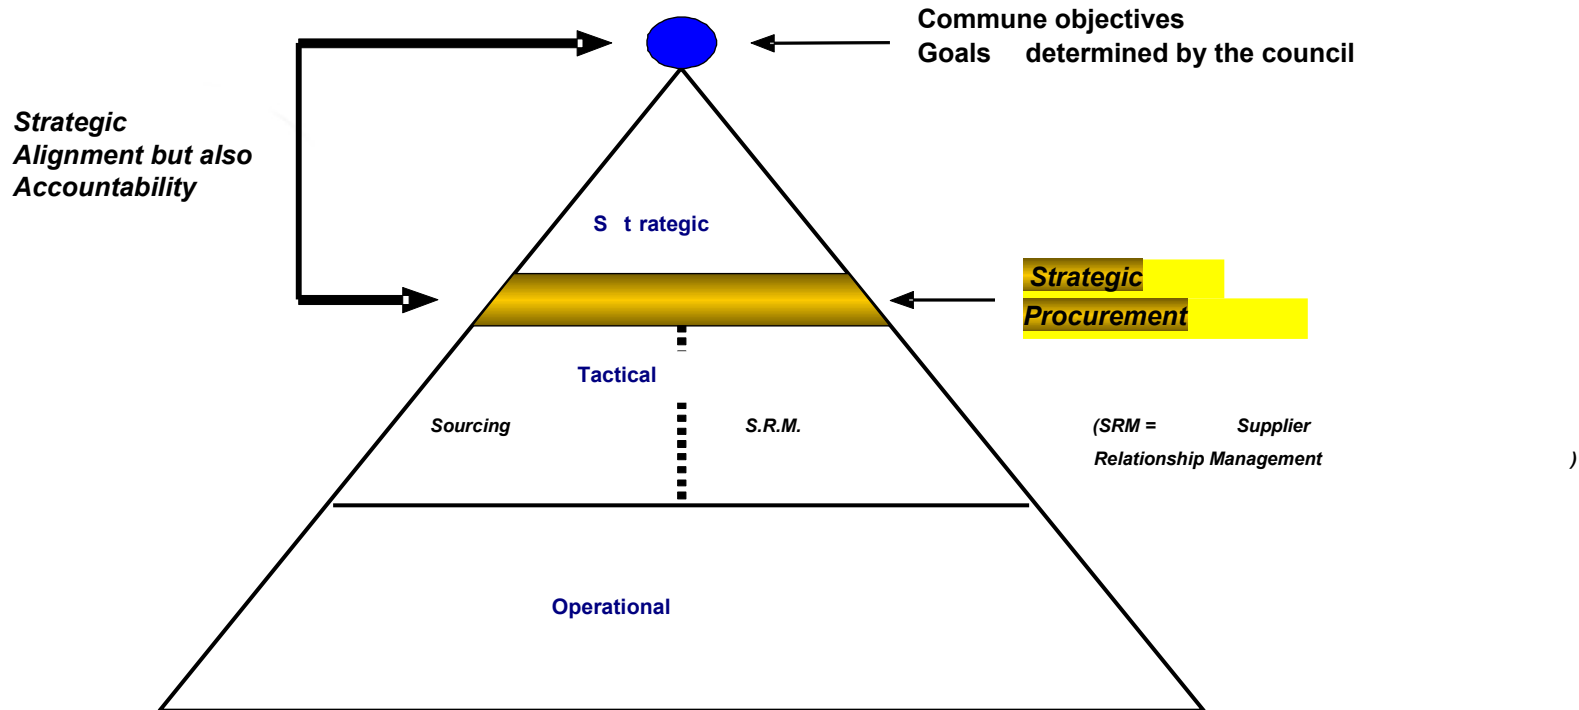 Commune objectives
Goals determined by the council
Strategic
Alignment but also
Accountability
S t rategic
Strategic
Procurement
Tactical
Sourcing S.R.M. (SRM = Supplier
Relationship Management )
Operational